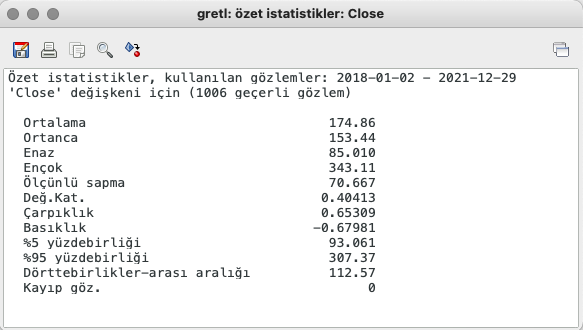 gretl: özet istatistikler: Close
Özet istatistikler, kullanılan gözlemler: 2018-01-02 - 2021-12-29
'Close' değişkeni için (1006 geçerli gözlem)
Ortalama 174.86
Ortanca 153.44
Enaz 85.010
Ençok 343.11
Ölçünlü sapma 70.667
Değ.Kat. 0.40413
Çarpıklık 0.65309
Basıklık -0.67981
%5 yüzdebirliği 93.061
%95 yüzdebirliği 307.37
Dörttebirlikler-arası aralığı 112.57
Kayıp göz. 0